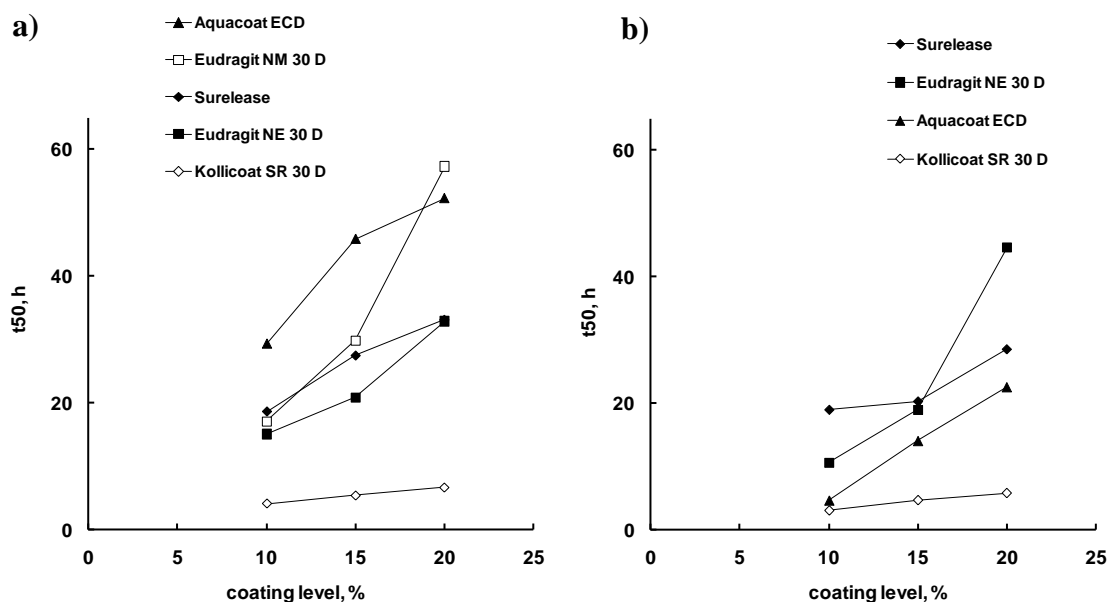 a)
Aquacoat ECD
Eudragit NM 30 D
Surelease
Eudragit NE 30 D
Kollicoat SR 30 D
60
40
20
0
t50, h
0 5 10 15 20 25
coating level, %
b)
Surelease
Eudragit NE 30 D
Aquacoat ECD
Kollicoat SR 30 D
60
40
20
0
t50, h
0 5 10 15 20 25
coating level, %